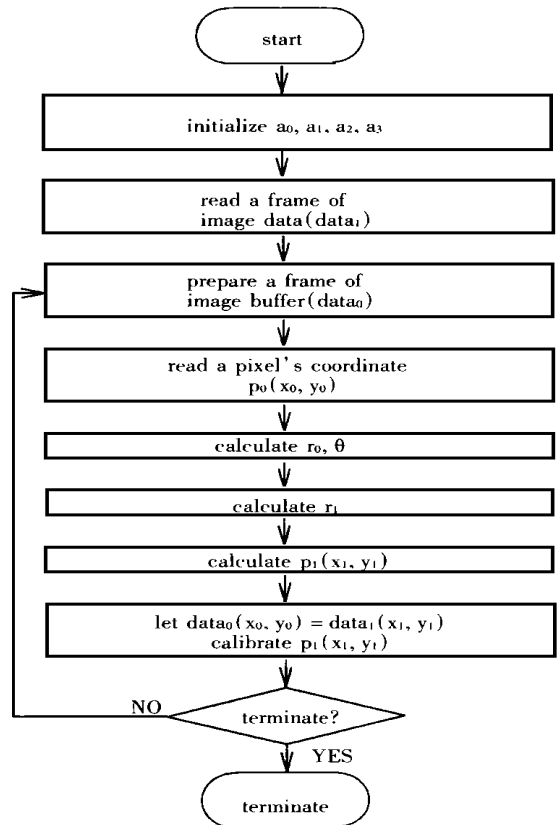 start
initialize a₀, a₁, a₂, a₃
read a frame of
image data(data₁)
prepare a frame of
image buffer(data₀)
read a pixel's coordinate
p₀(x₀, y₀)
calculate r₀, θ
calculate r₁
calculate p₁(x₁, y₁)
let data₀(x₀, y₀) = data₁(x₁, y₁)
calibrate p₁(x₁, y₁)
NO
terminate?
YES
terminate